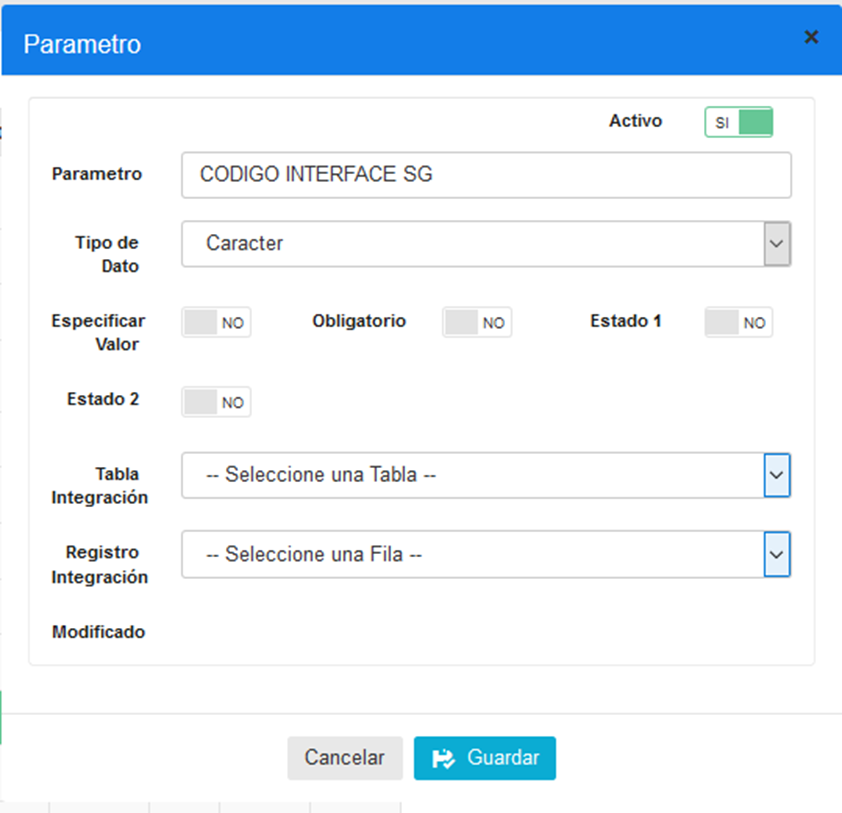 Parametro
×
Activo SI
Parametro CODIGO INTERFACE SG
Tipo de Caracter
Dato
Especificar NO Obligatorio NO Estado 1 NO
Valor
Estado 2 NO
Tabla -- Seleccione una Tabla --
Integración
Registro -- Seleccione una Fila --
Integración
Modificado
Cancelar Guardar